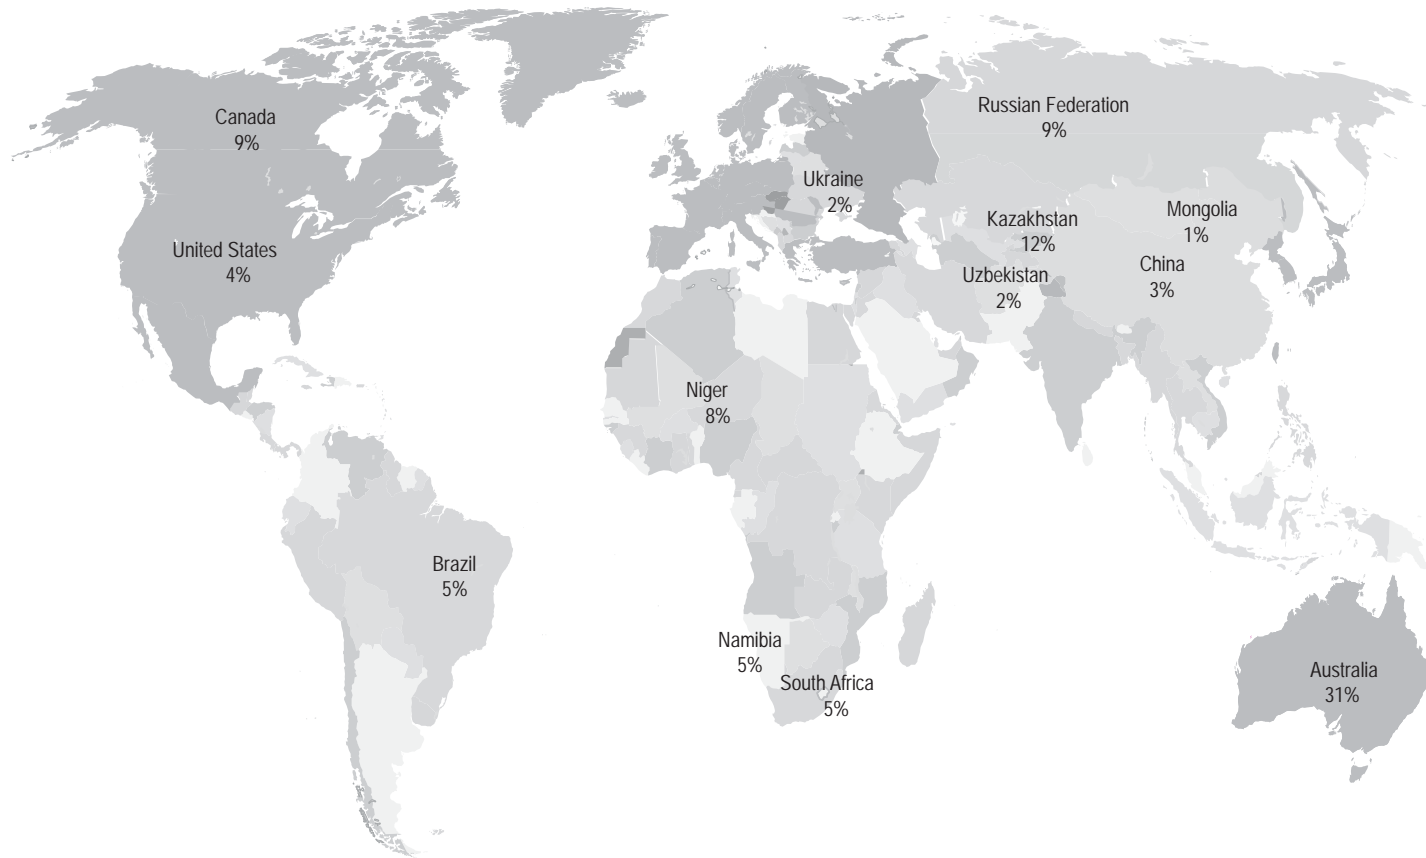 Canada
9%
Russian Federation
9%
Ukraine
2%
Kazakhstan
12%
Mongolia
1%
United States
4%
Uzbekistan
2%
China
3%
Niger
8%
Brazil
5%
Namibia
5%
South Africa
5%
Australia
31%